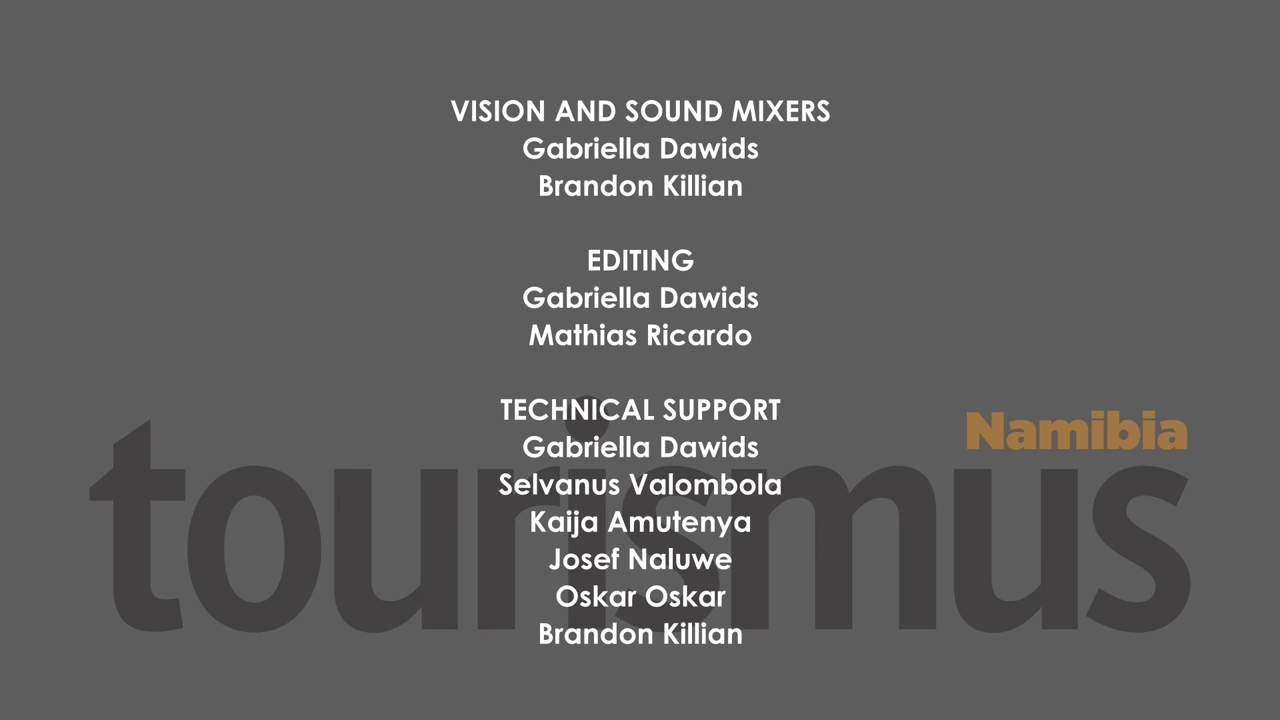 VISION AND SOUND MIXERS
Gabriella Dawids
Brandon Killian
EDITING
Gabriella Dawids
Mathias Ricardo
TECHNICAL SUPPORT
Gabriella Dawids
Selvanus Valombola
Kaija Amutenya
Josef Naluwe
Oskar Oskar
Brandon Killian
Namibia
tourismus